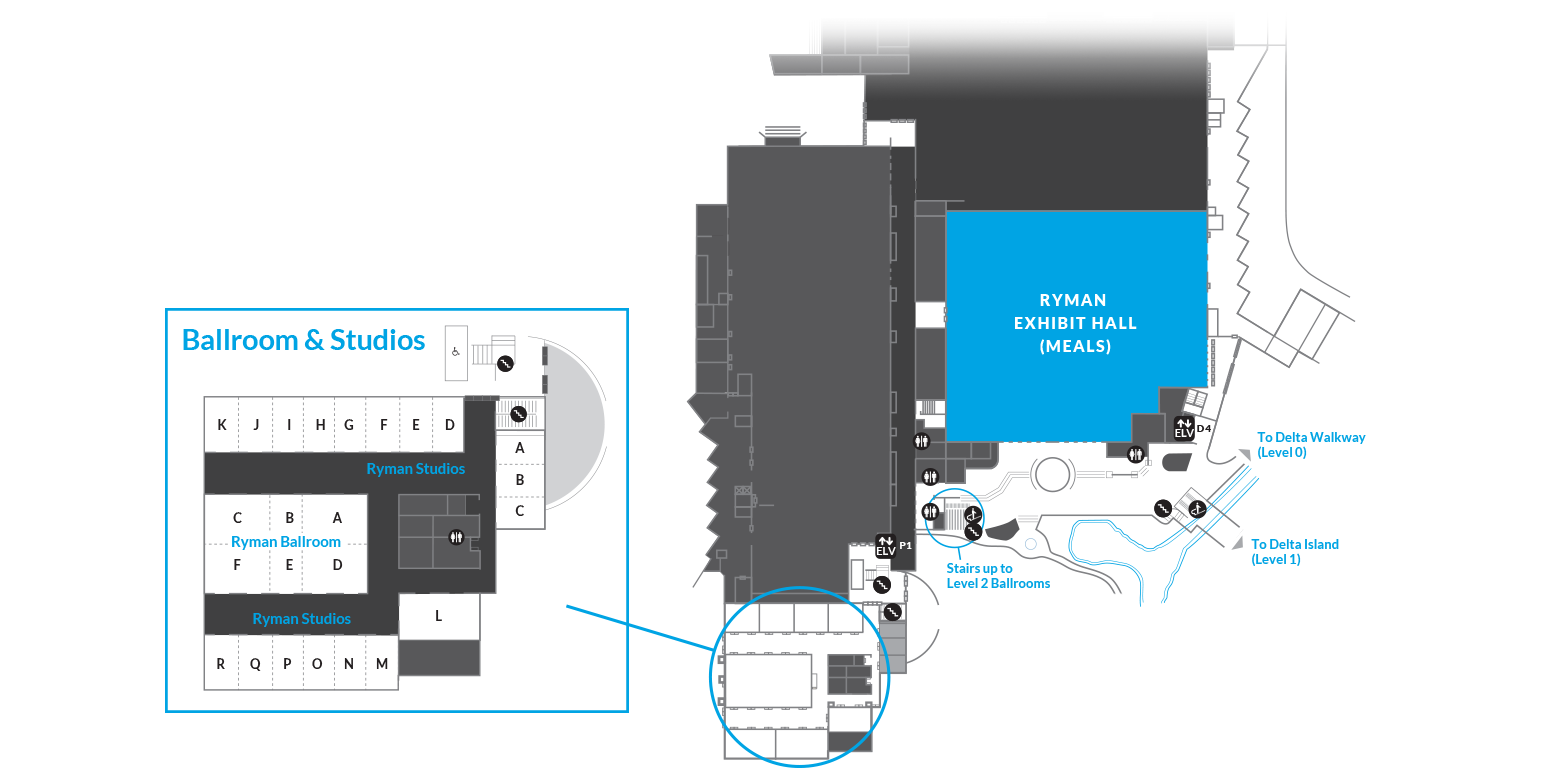 RYMAN
EXHIBIT HALL
(MEALS)
Ballroom & Studios
K J I H G F E D
A
Ryman Studios
B
C
C B A
Ryman Ballroom
F E D
Ryman Studios
L
R Q P O N M
ELV D4
To Delta Walkway
(Level 0)
ELV P1
To Delta Island
(Level 1)
Stairs up to
Level 2 Ballrooms